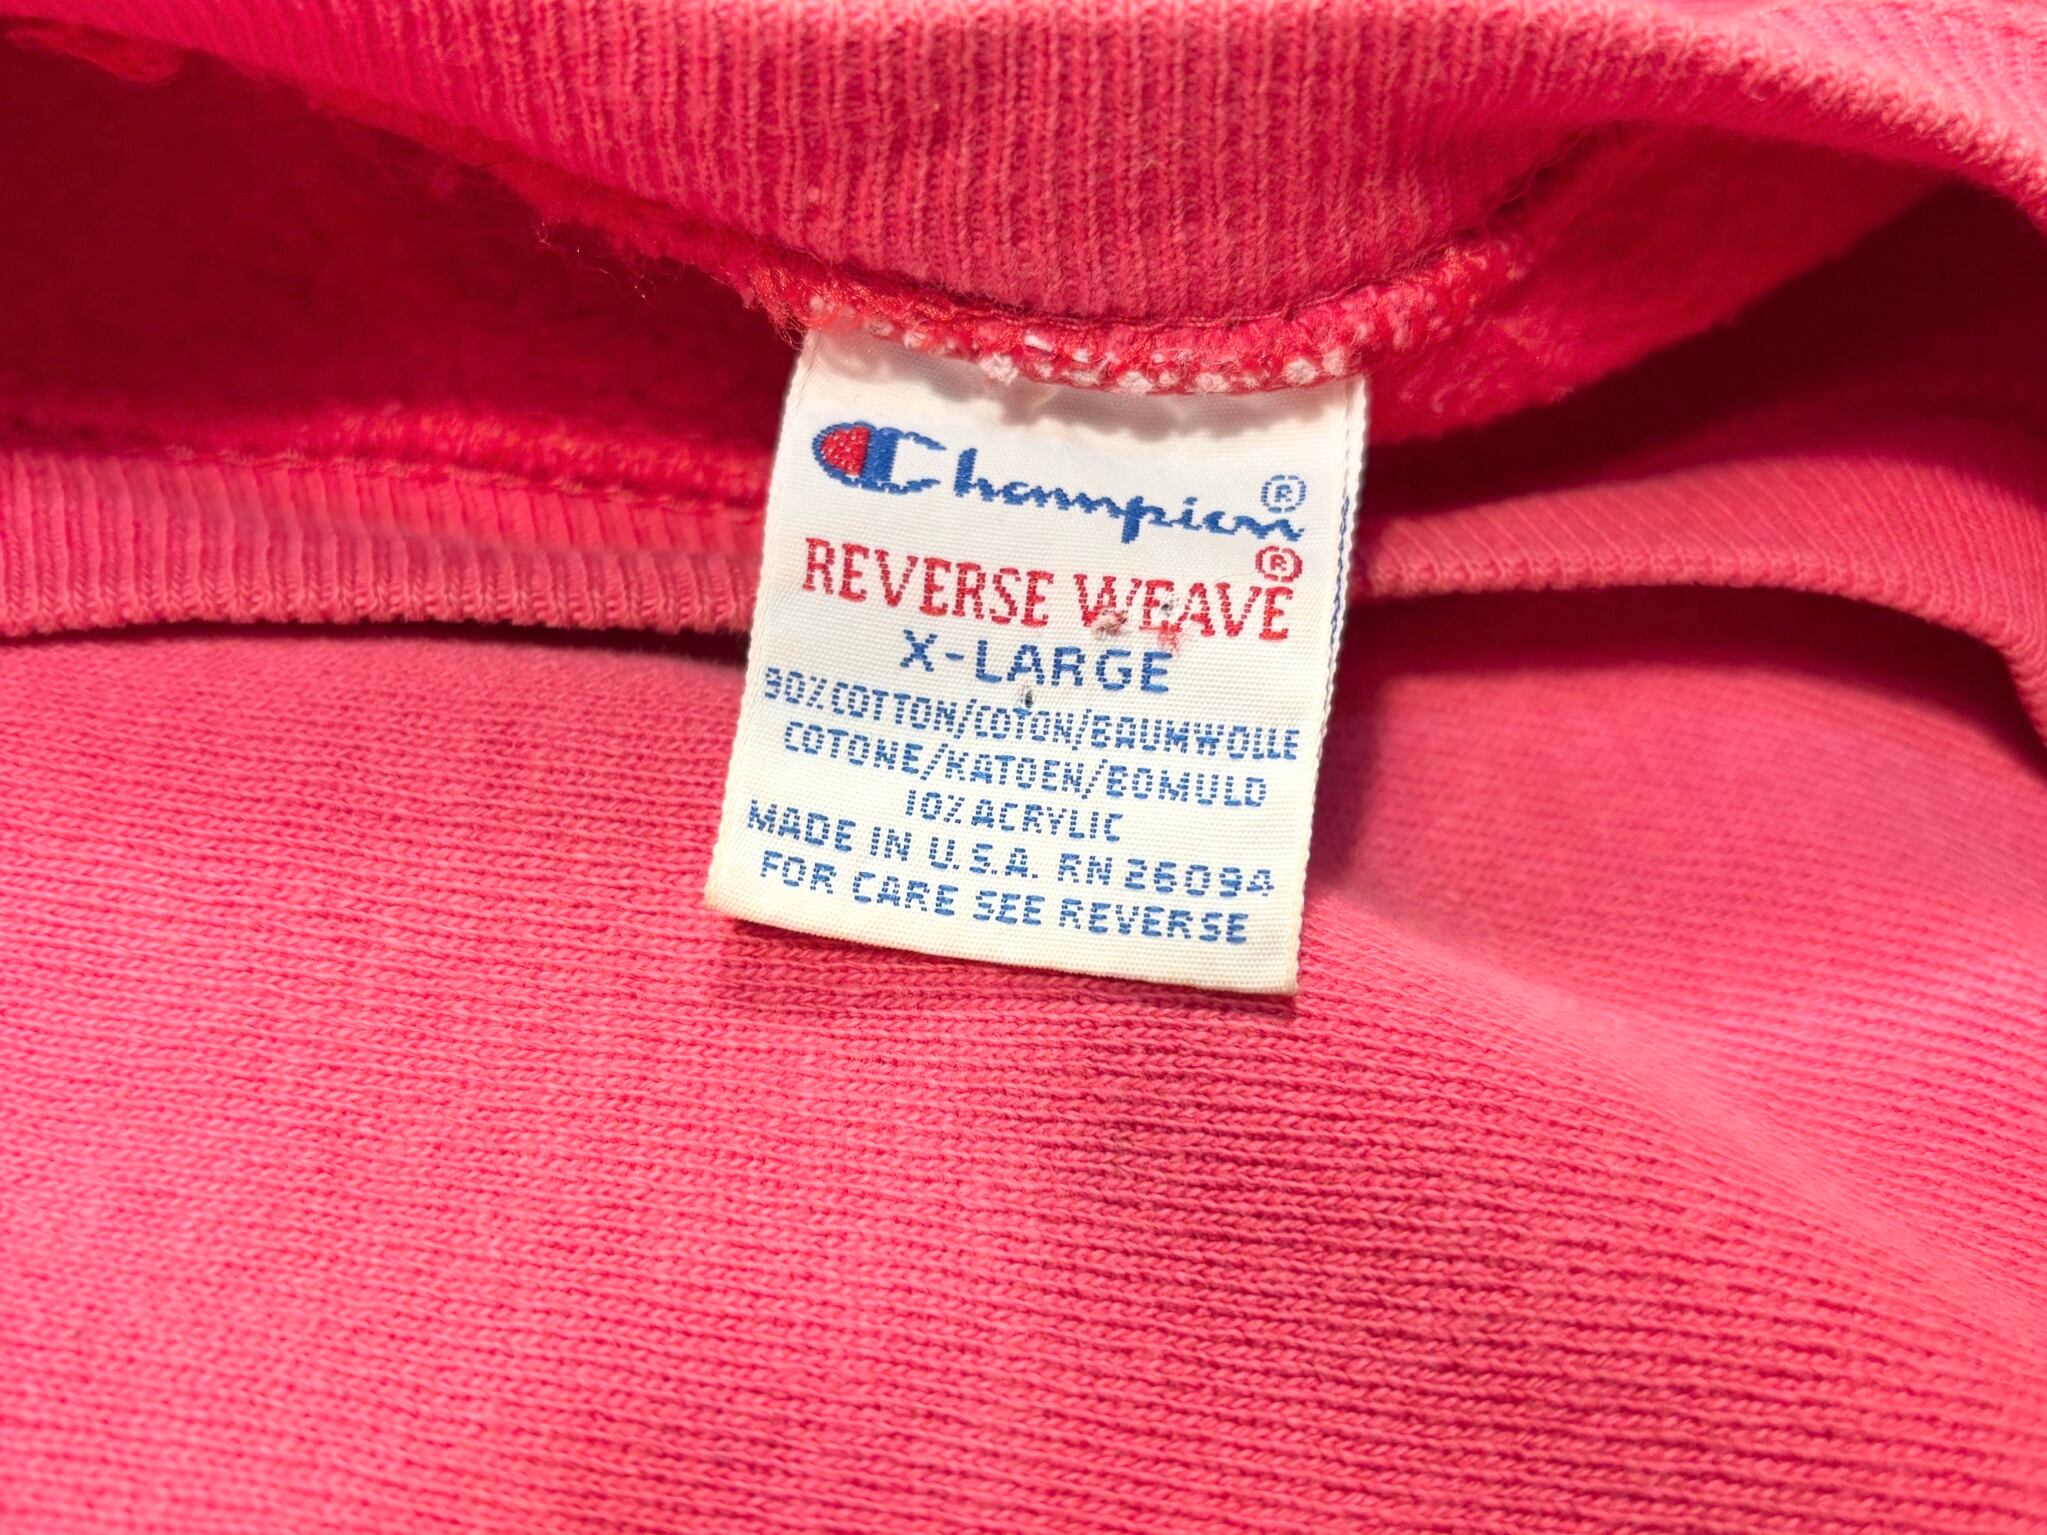 Champion®
REVERSE WEAVE®
X-LARGE
90% COTTON/COTON/BAUMWOLLE
COTONE/KATOEN/BOMULD
10% ACRYLIC
MADE IN U.S.A. RN 26094
FOR CARE SEE REVERSE